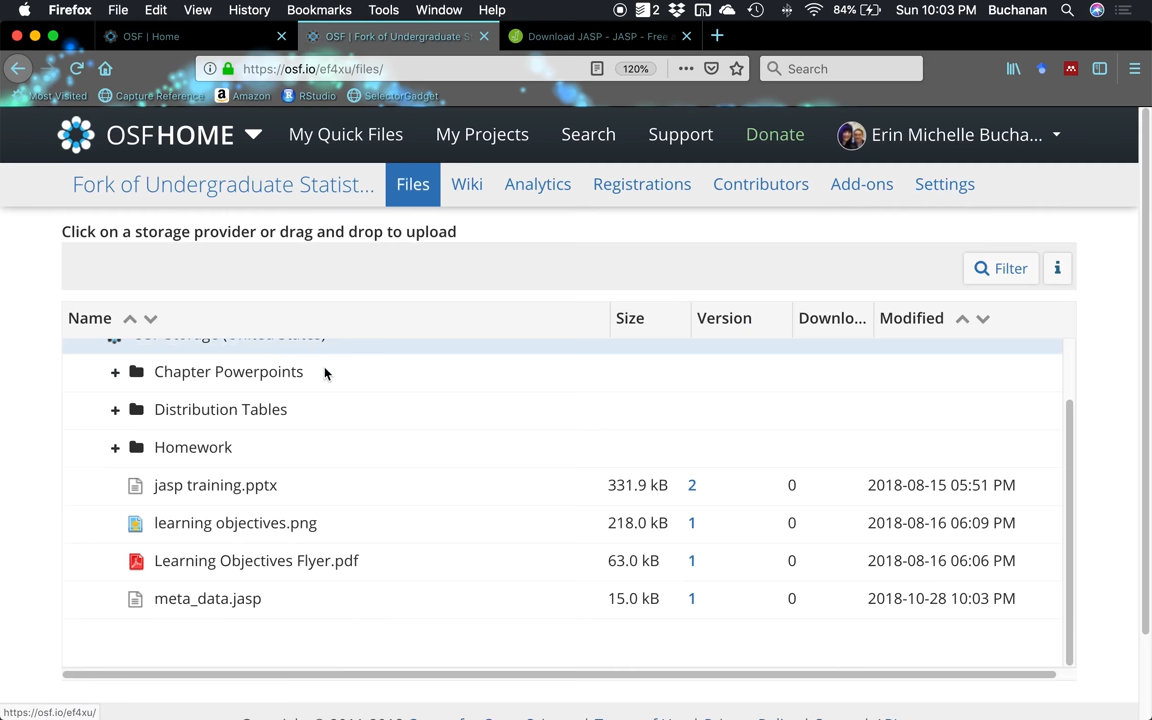 Firefox File Edit View History Bookmarks Tools Window Help 2 84% Sun 10:03 PM Buchanan
OSF | Home OSF | Fork of Undergraduate S Download JASP - JASP - Free
https://osf.io/ef4xu/files/ 120% Search
Most Visited Capture Reference Amazon RStudio SelectorGadget
OSFHOME My Quick Files My Projects Search Support Donate Erin Michelle Bucha...
Fork of Undergraduate Statist... Files Wiki Analytics Registrations Contributors Add-ons Settings
Click on a storage provider or drag and drop to upload
Filter i
Name Size Version Downlo... Modified
OSF Storage (United States)
Chapter Powerpoints
Distribution Tables
Homework
jasp training.pptx 331.9 kB 2 0 2018-08-15 05:51 PM
learning objectives.png 218.0 kB 1 0 2018-08-16 06:09 PM
Learning Objectives Flyer.pdf 63.0 kB 1 0 2018-08-16 06:06 PM
meta_data.jasp 15.0 kB 1 0 2018-10-28 10:03 PM
https://osf.io/ef4xu/